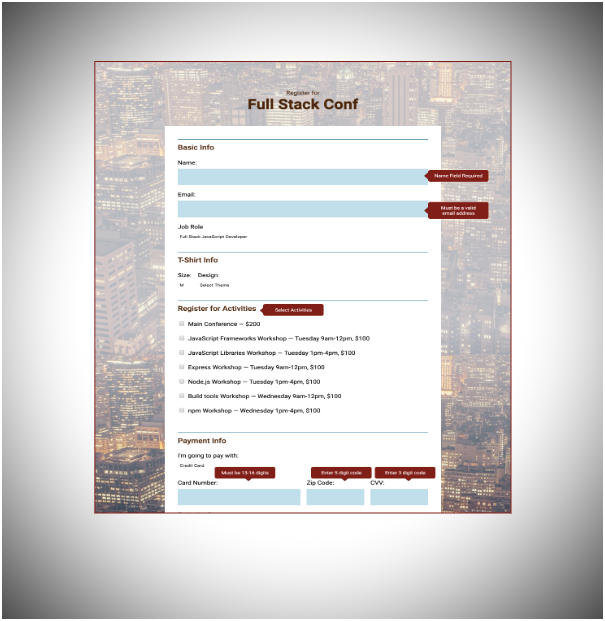 Register for
Full Stack Conf
Basic Info
Name:
Name Field Required
Email:
Must be a valid
email address
Job Role
Full Stack JavaScript Developer
T-Shirt Info
Size: Design:
M Select Theme
Register for Activities
Select Activities
Main Conference — $200
JavaScript Frameworks Workshop — Tuesday 9am-12pm, $100
JavaScript Libraries Workshop — Tuesday 1pm-4pm, $100
Express Workshop — Tuesday 9am-12pm, $100
Node.js Workshop — Tuesday 1pm-4pm, $100
Build tools Workshop — Wednesday 9am-12pm, $100
npm Workshop — Wednesday 1pm-4pm, $100
Payment Info
I'm going to pay with:
Credit Card
Must be 13-16 digits
Enter 5 digit code
Enter 3 digit code
Card Number: Zip Code: CVV: